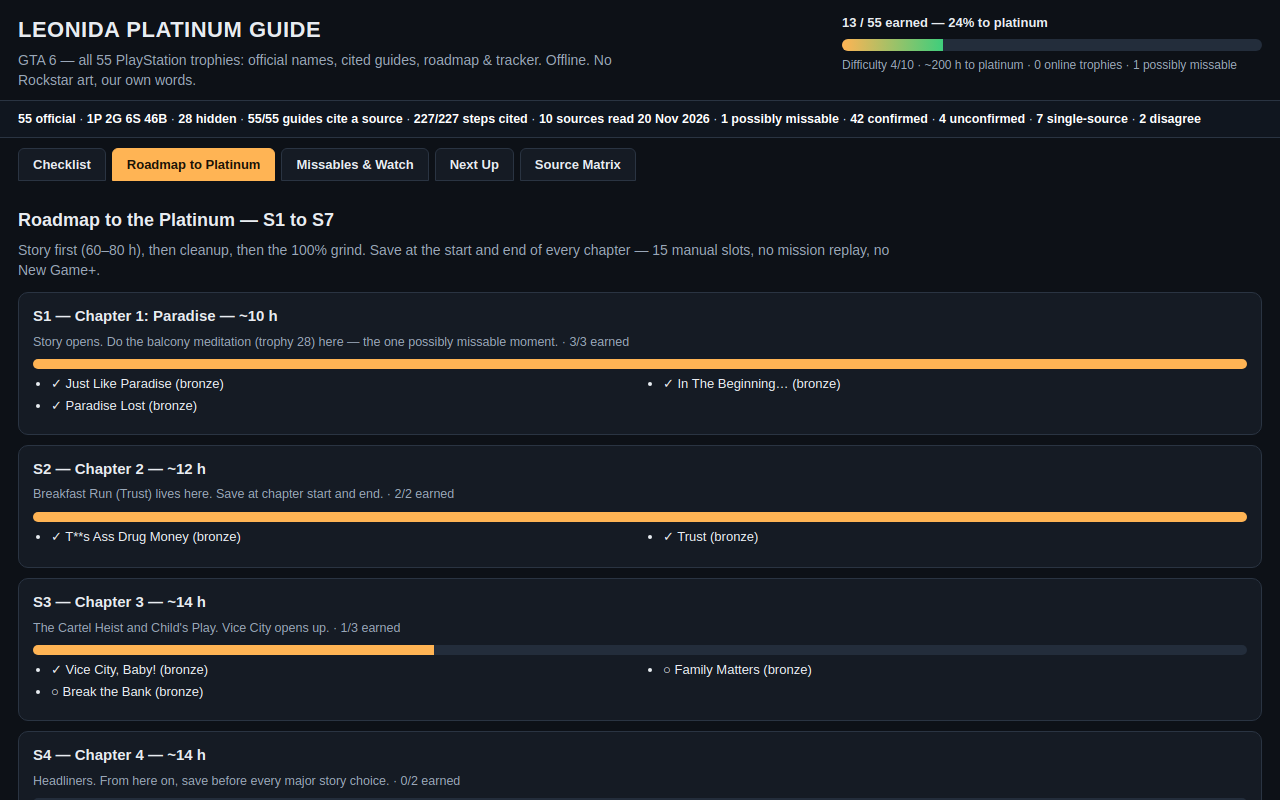 LEONIDA PLATINUM GUIDE
GTA 6 — all 55 PlayStation trophies: official names, cited guides, roadmap & tracker. Offline. No
Rockstar art, our own words.
13 / 55 earned — 24% to platinum
Difficulty 4/10 · ~200 h to platinum · 0 online trophies · 1 possibly missable
55 official · 1P 2G 6S 46B · 28 hidden · 55/55 guides cite a source · 227/227 steps cited · 10 sources read 20 Nov 2026 · 1 possibly missable · 42 confirmed · 4 unconfirmed · 7 single-source · 2 disagree
Checklist
Roadmap to Platinum
Missables & Watch
Next Up
Source Matrix
Roadmap to the Platinum — S1 to S7
Story first (60–80 h), then cleanup, then the 100% grind. Save at the start and end of every chapter — 15 manual slots, no mission replay, no
New Game+.
S1 — Chapter 1: Paradise — ~10 h
Story opens. Do the balcony meditation (trophy 28) here — the one possibly missable moment. · 3/3 earned
• ✓ Just Like Paradise (bronze)
• ✓ In The Beginning… (bronze)
• ✓ Paradise Lost (bronze)
S2 — Chapter 2 — ~12 h
Breakfast Run (Trust) lives here. Save at chapter start and end. · 2/2 earned
• ✓ T**s Ass Drug Money (bronze)
• ✓ Trust (bronze)
S3 — Chapter 3 — ~14 h
The Cartel Heist and Child's Play. Vice City opens up. · 1/3 earned
• ✓ Vice City, Baby! (bronze)
• ○ Family Matters (bronze)
• ○ Break the Bank (bronze)
S4 — Chapter 4 — ~14 h
Headliners. From here on, save before every major story choice. · 0/2 earned